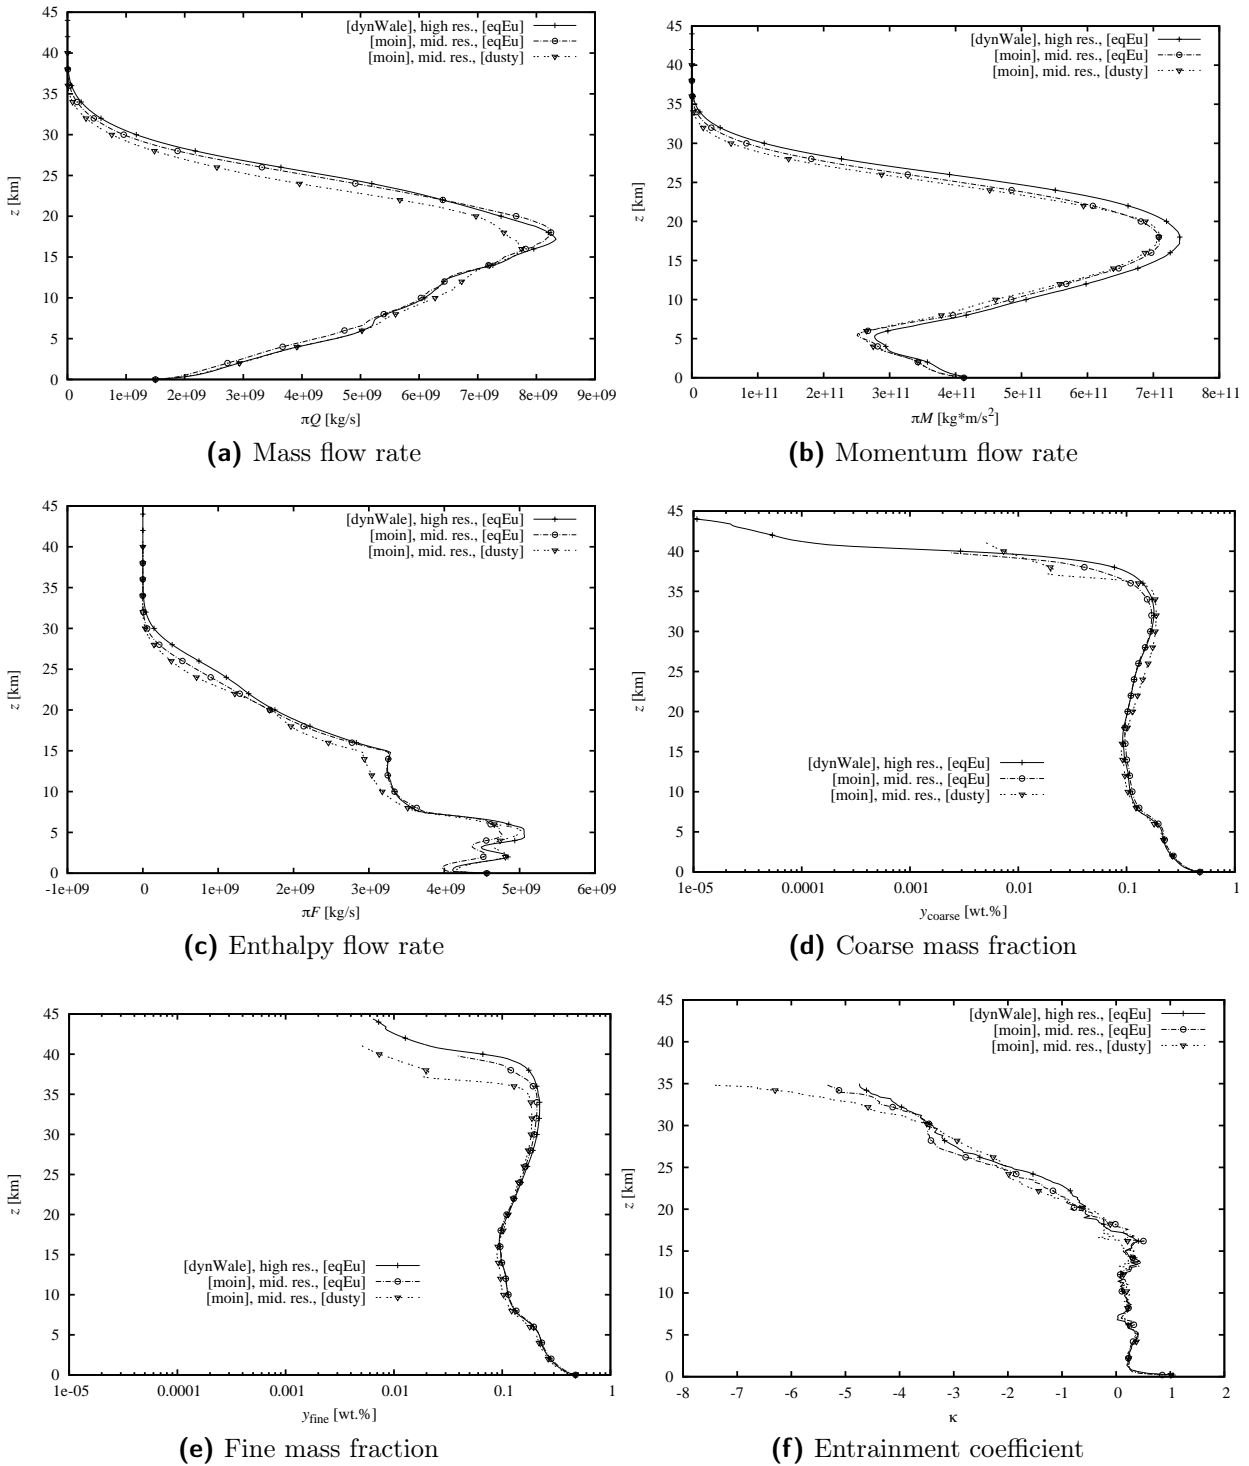 [dynWale], high res., [eqEu]
[moin], mid. res., [eqEu]
[moin], mid. res., [dusty]
45
40
35
30
25
20
15
10
5
0
z [km]
0 1e+09 2e+09 3e+09 4e+09 5e+09 6e+09 7e+09 8e+09 9e+09
πQ [kg/s]
(a) Mass flow rate
[dynWale], high res., [eqEu]
[moin], mid. res., [eqEu]
[moin], mid. res., [dusty]
45
40
35
30
25
20
15
10
5
0
z [km]
0 1e+11 2e+11 3e+11 4e+11 5e+11 6e+11 7e+11 8e+11
πM [kg*m/s²]
(b) Momentum flow rate
[dynWale], high res., [eqEu]
[moin], mid. res., [eqEu]
[moin], mid. res., [dusty]
45
40
35
30
25
20
15
10
5
0
z [km]
-1e+09 0 1e+09 2e+09 3e+09 4e+09 5e+09 6e+09
πF [kg/s]
(c) Enthalpy flow rate
45
40
35
30
25
20
15
10
5
0
z [km]
[dynWale], high res., [eqEu]
[moin], mid. res., [eqEu]
[moin], mid. res., [dusty]
1e-05 0.0001 0.001 0.01 0.1 1
ycoarse [wt.%]
(d) Coarse mass fraction
45
40
35
30
25
20
15
10
5
0
z [km]
[dynWale], high res., [eqEu]
[moin], mid. res., [eqEu]
[moin], mid. res., [dusty]
1e-05 0.0001 0.001 0.01 0.1 1
yfine [wt.%]
(e) Fine mass fraction
[dynWale], high res., [eqEu]
[moin], mid. res., [eqEu]
[moin], mid. res., [dusty]
45
40
35
30
25
20
15
10
5
0
z [km]
-8 -7 -6 -5 -4 -3 -2 -1 0 1 2
κ
(f) Entrainment coefficient